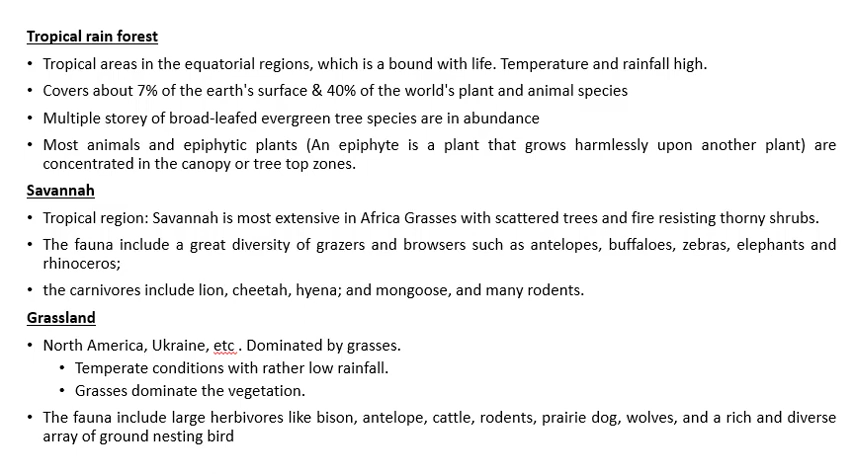 Tropical rain forest
• Tropical areas in the equatorial regions, which is a bound with life. Temperature and rainfall high.
• Covers about 7% of the earth's surface & 40% of the world's plant and animal species
• Multiple storey of broad-leafed evergreen tree species are in abundance
• Most animals and epiphytic plants (An epiphyte is a plant that grows harmlessly upon another plant) are
concentrated in the canopy or tree top zones.
Savannah
• Tropical region: Savannah is most extensive in Africa Grasses with scattered trees and fire resisting thorny shrubs.
• The fauna include a great diversity of grazers and browsers such as antelopes, buffaloes, zebras, elephants and
rhinoceros;
• the carnivores include lion, cheetah, hyena; and mongoose, and many rodents.
Grassland
• North America, Ukraine, etc . Dominated by grasses.
• Temperate conditions with rather low rainfall.
• Grasses dominate the vegetation.
• The fauna include large herbivores like bison, antelope, cattle, rodents, prairie dog, wolves, and a rich and diverse
array of ground nesting bird